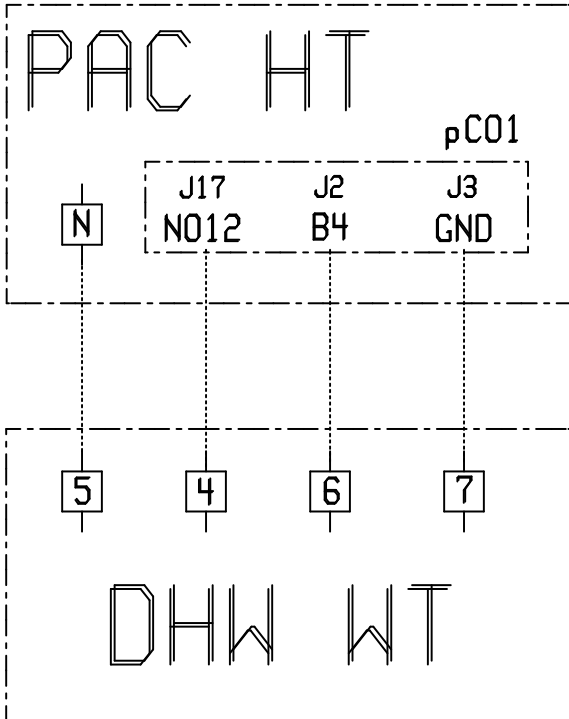 PAC HT
pCO1
J17 J2 J3
N NO12 B4 GND
5 4 6 7
DHW WT